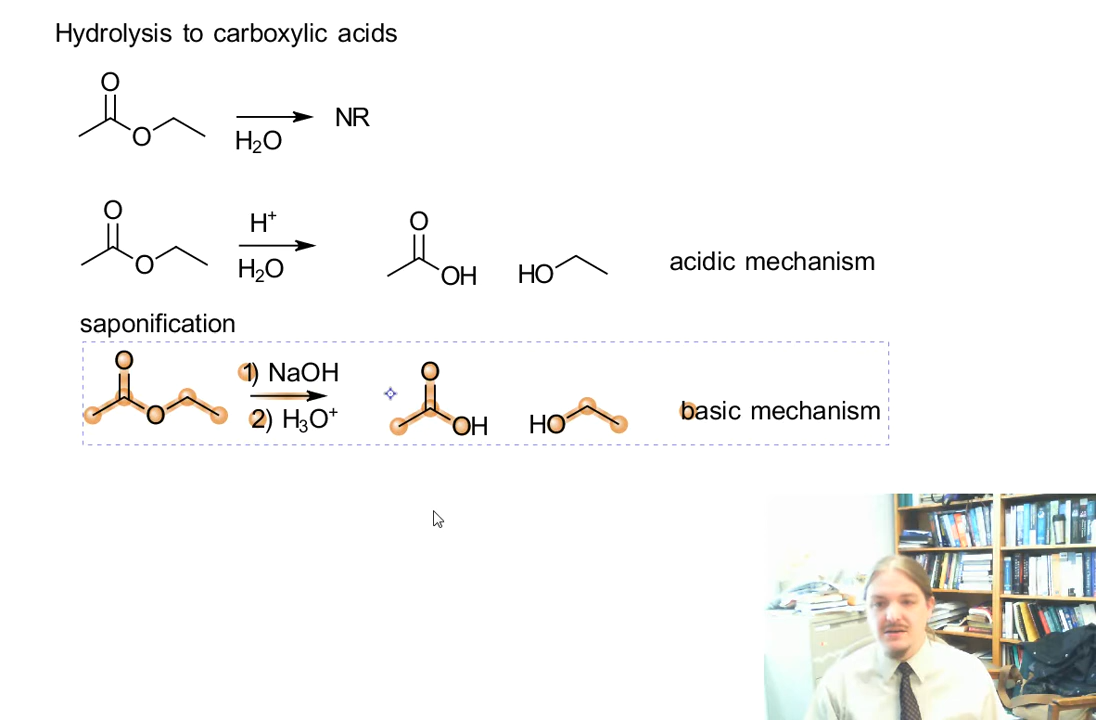 Hydrolysis to carboxylic acids
O
O
H₂O
NR
O
O
H⁺
H₂O
O
OH
HO
acidic mechanism
saponification
O
O
1) NaOH
2) H₃O⁺
O
OH
HO
basic mechanism